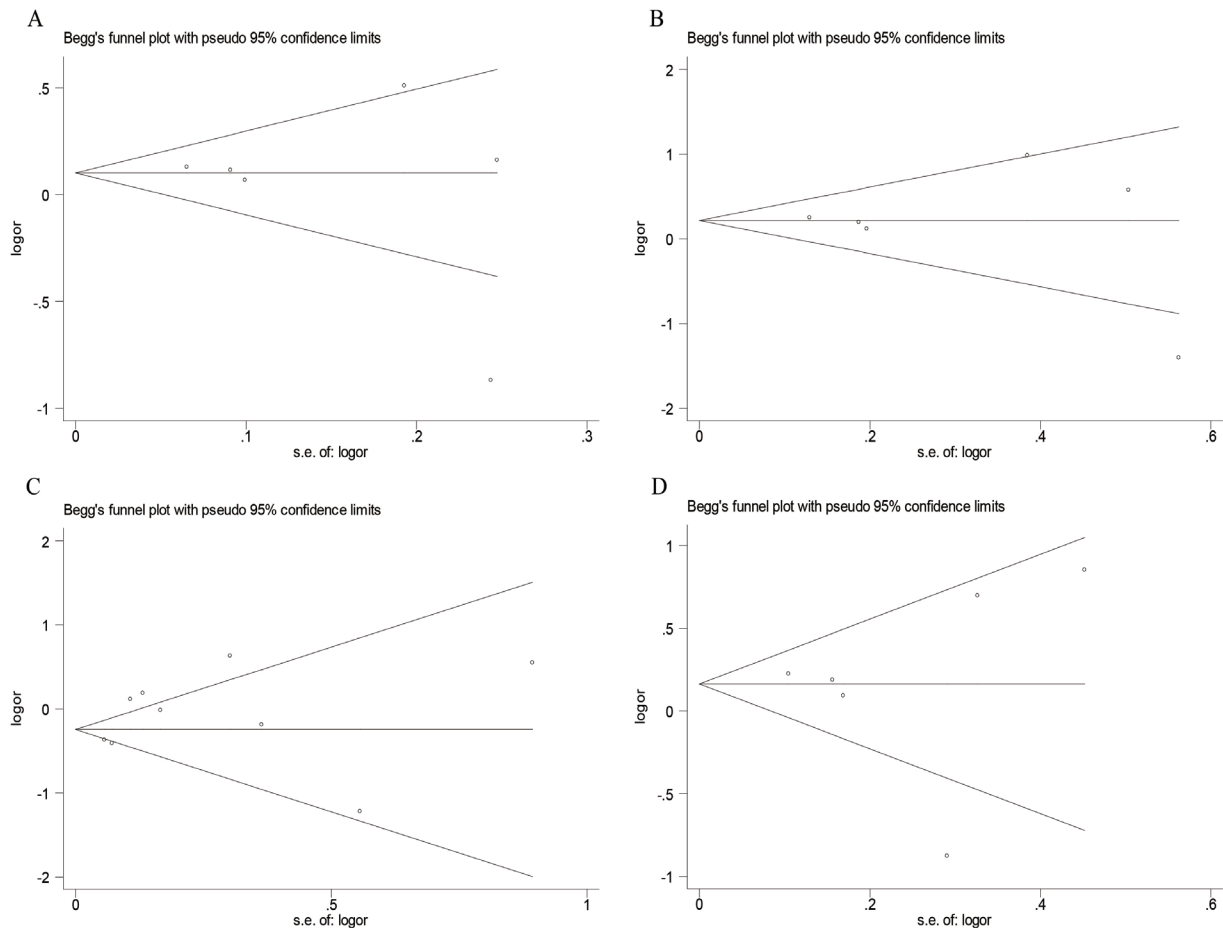 A
Begg's funnel plot with pseudo 95% confidence limits
.5
0
-.5
-1
logor
0
.1
.2
.3
s.e. of: logor
B
Begg's funnel plot with pseudo 95% confidence limits
2
1
0
-1
-2
logor
0
.2
.4
.6
s.e. of: logor
C
Begg's funnel plot with pseudo 95% confidence limits
2
1
0
-1
-2
logor
0
.5
1
s.e. of: logor
D
Begg's funnel plot with pseudo 95% confidence limits
1
.5
0
-.5
-1
logor
0
.2
.4
.6
s.e. of: logor